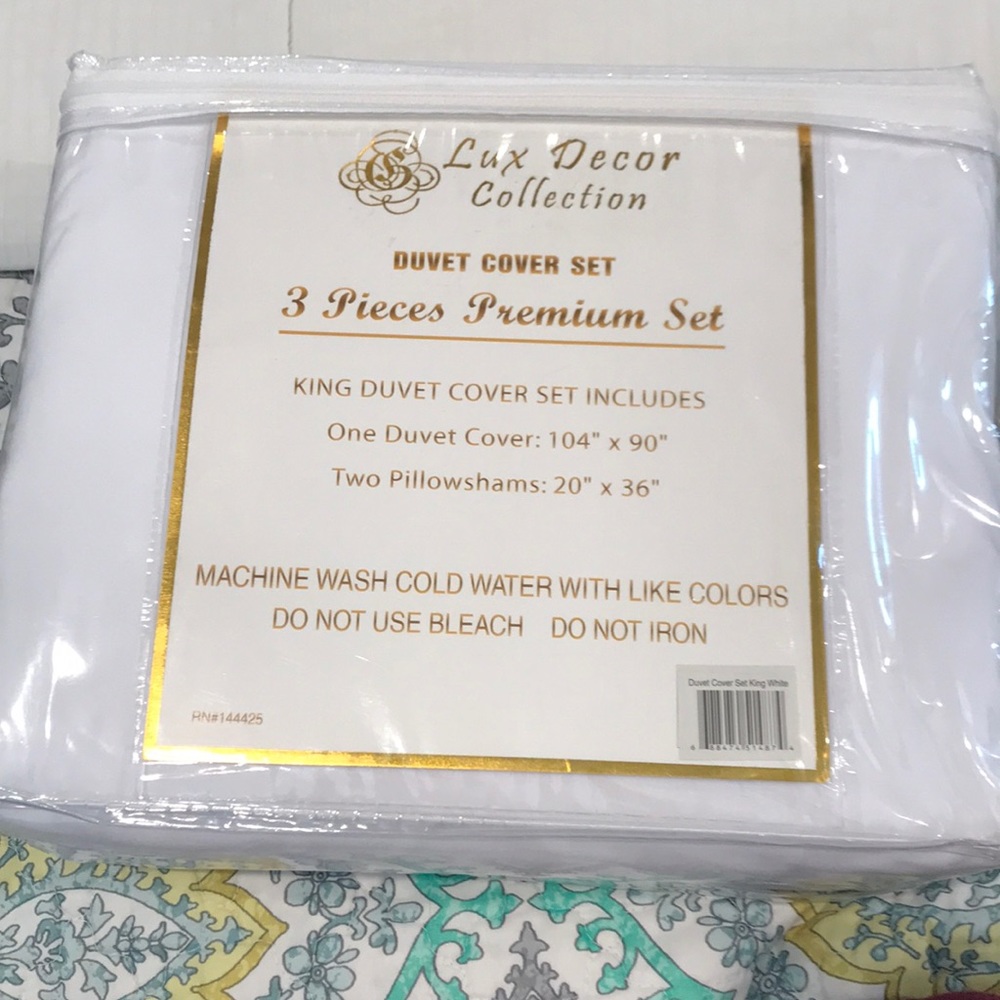 GS Lux Decor
Collection
DUVET COVER SET
3 Pieces Premium Set
KING DUVET COVER SET INCLUDES
One Duvet Cover: 104" x 90"
Two Pillowshams: 20" x 36"
MACHINE WASH COLD WATER WITH LIKE COLORS
DO NOT USE BLEACH DO NOT IRON
Duvet Cover Set King White
RN#144425